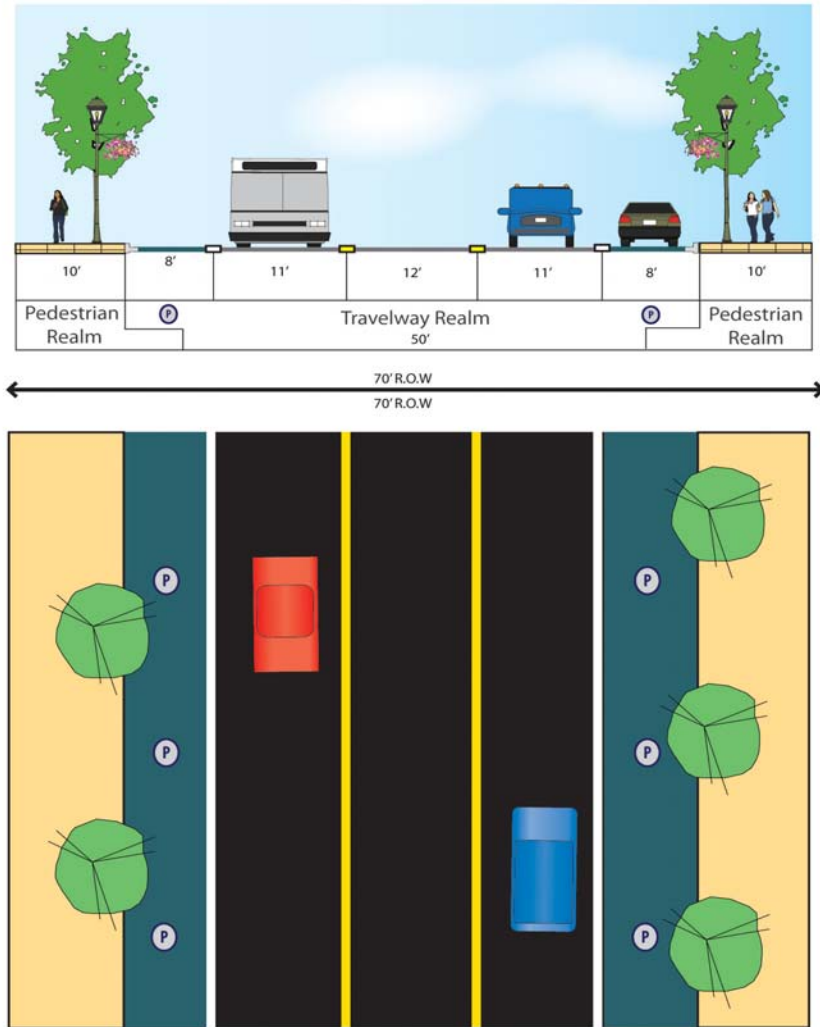 10' 8' 11' 12' 11' 8' 10'
Pedestrian Realm P Travelway Realm 50' P Pedestrian Realm
70' R.O.W
70' R.O.W
P P
P P
P P